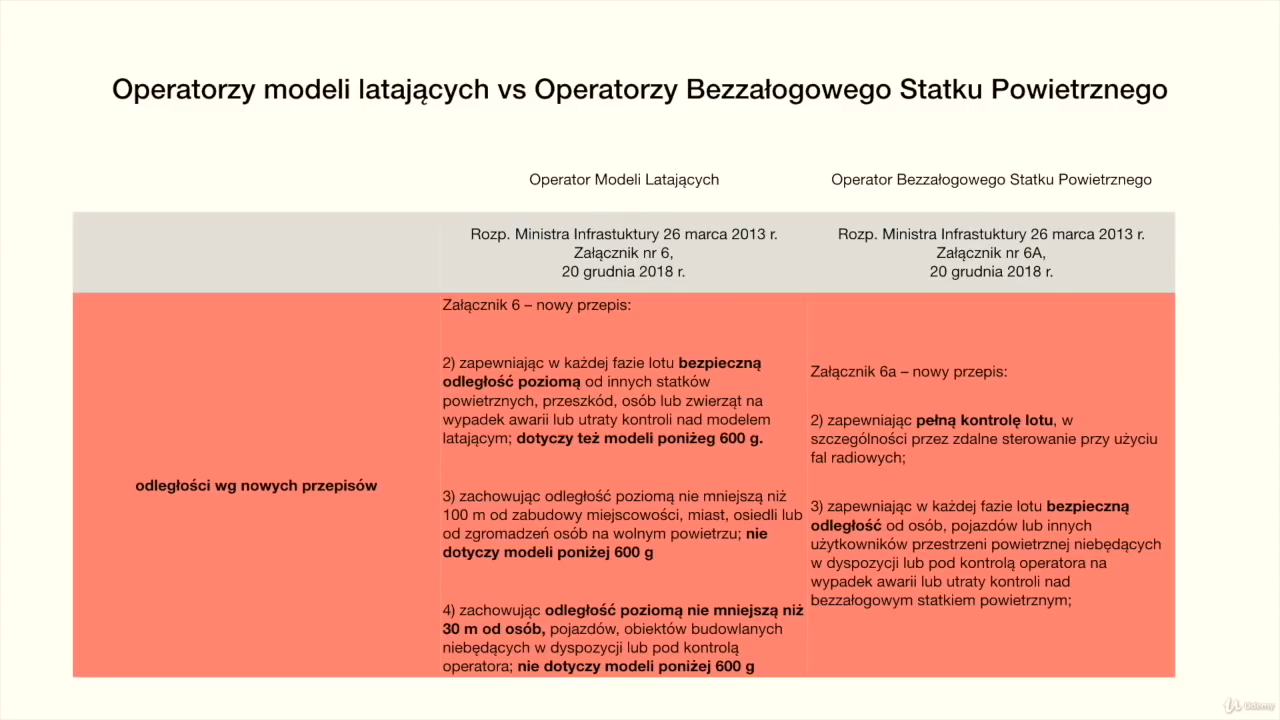 Operatorzy modeli latających vs Operatorzy Bezzałogowego Statku Powietrznego
Operator Modeli Latających
Operator Bezzałogowego Statku Powietrznego
Rozp. Ministra Infrastuktury 26 marca 2013 r.
Załącznik nr 6,
20 grudnia 2018 r.
Rozp. Ministra Infrastuktury 26 marca 2013 r.
Załącznik nr 6A,
20 grudnia 2018 r.
odległości wg nowych przepisów
Załącznik 6 – nowy przepis:
2) zapewniając w każdej fazie lotu bezpieczną
odległość poziomą od innych statków
powietrznych, przeszkód, osób lub zwierząt na
wypadek awarii lub utraty kontroli nad modelem
latającym; dotyczy też modeli poniżeg 600 g.
3) zachowując odległość poziomą nie mniejszą niż
100 m od zabudowy miejscowości, miast, osiedli lub
od zgromadzeń osób na wolnym powietrzu; nie
dotyczy modeli poniżej 600 g
4) zachowując odległość poziomą nie mniejszą niż
30 m od osób, pojazdów, obiektów budowlanych
niebędących w dyspozycji lub pod kontrolą
operatora; nie dotyczy modeli poniżej 600 g
Załącznik 6a – nowy przepis:
2) zapewniając pełną kontrolę lotu, w
szczególności przez zdalne sterowanie przy użyciu
fal radiowych;
3) zapewniając w każdej fazie lotu bezpieczną
odległość od osób, pojazdów lub innych
użytkowników przestrzeni powietrznej niebędących
w dyspozycji lub pod kontrolą operatora na
wypadek awarii lub utraty kontroli nad
bezzałogowym statkiem powietrznym;
Udemy